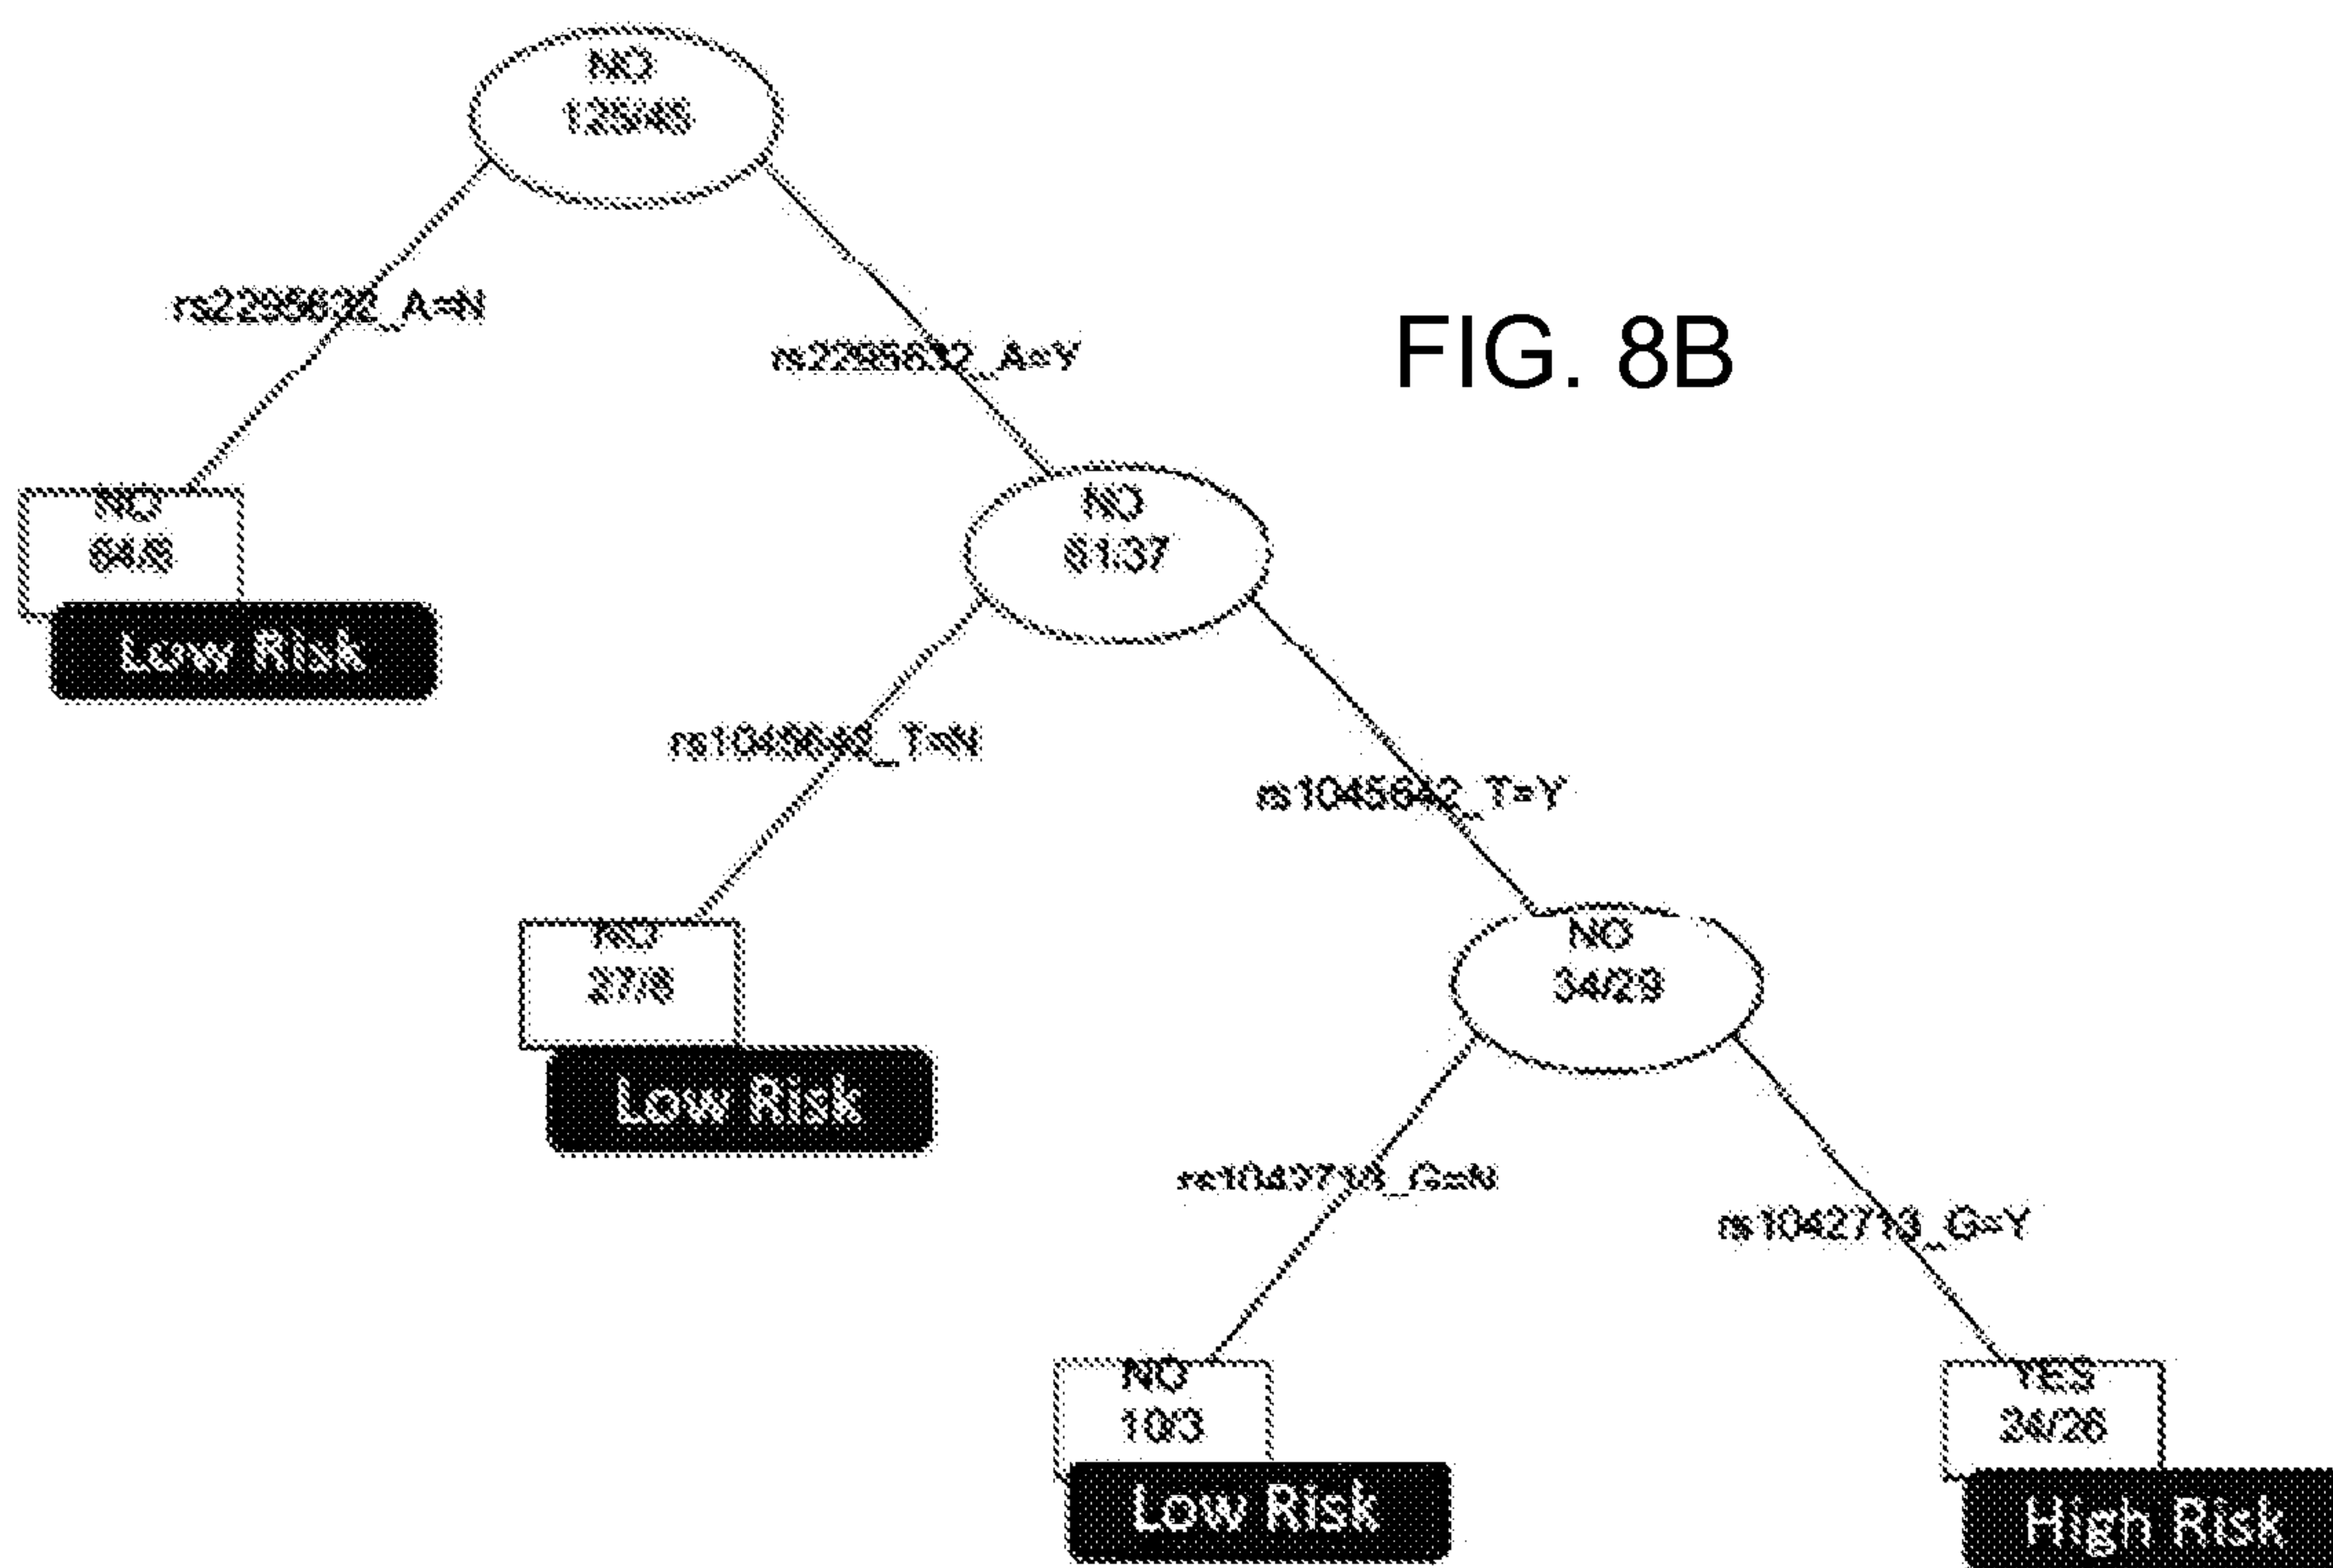 NO
125/45
rs2295632_A=N
rs2295632_A=Y
FIG. 8B
NO
64/8
Low Risk
NO
61/37
rs1045642_T=N
rs1045642_T=Y
NO
27/8
Low Risk
NO
34/29
rs1042713_G=N
rs1042713_G=Y
NO
10/3
Low Risk
YES
24/26
High Risk